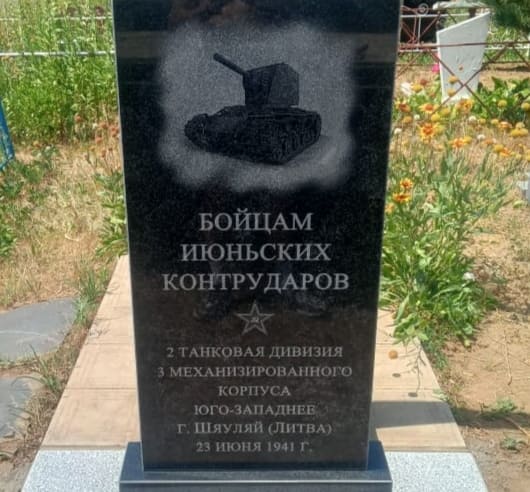 БОЙЦАМ
ИЮНЬСКИХ
КОНТРУДАРОВ
2 ТАНКОВАЯ ДИВИЗИЯ
3 МЕХАНИЗИРОВАННОГО
КОРПУСА
ЮГО-ЗАПАДНЕЕ
Г. ШЯУЛЯЙ (ЛИТВА)
23 ИЮНЯ 1941 Г.